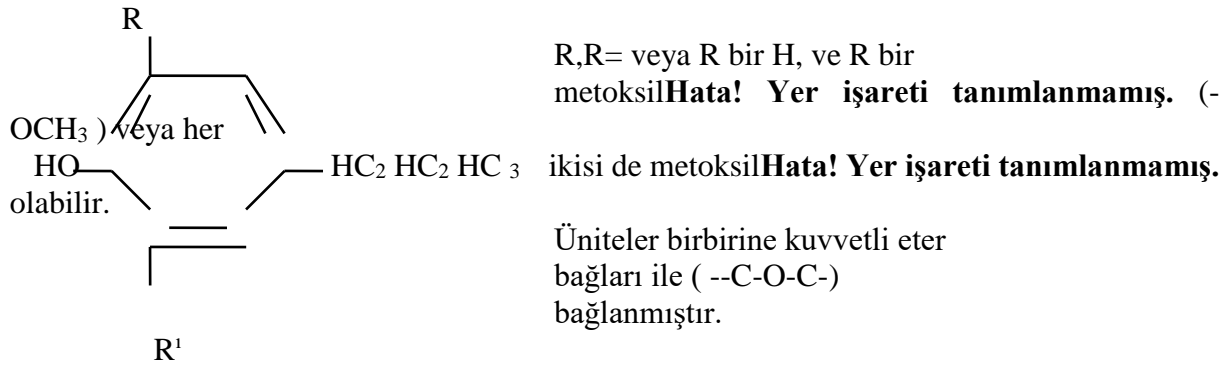 R
R,R= veya R bir H, ve R bir
metoksilHata! Yer işareti tanımlanmamış. (-
OCH₃ ) veya her
HO HC₂ HC₂ HC ₃ ikisi de metoksilHata! Yer işareti tanımlanmamış.
olabilir.
Üniteler birbirine kuvvetli eter
bağları ile ( --C-O-C-)
bağlanmıştır.
R¹